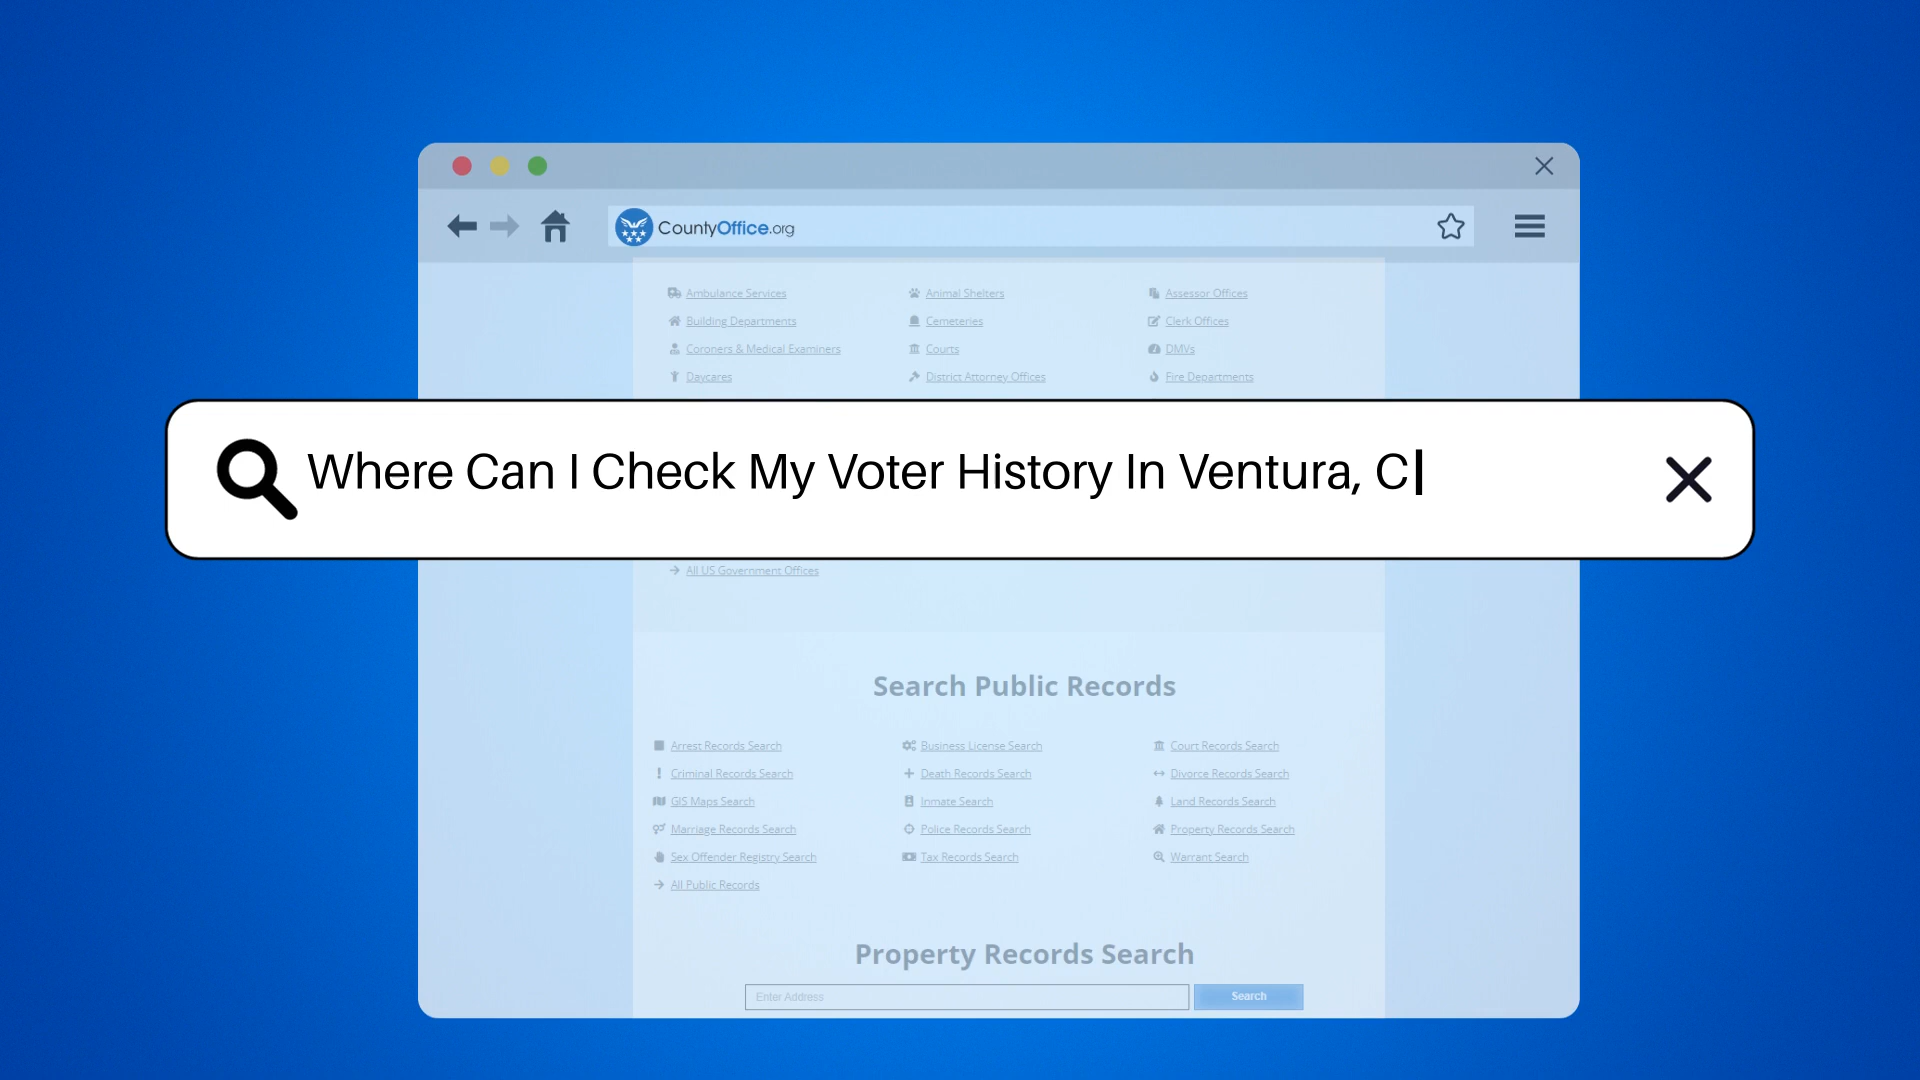 CountyOffice.org
Ambulance Services Animal Shelters Assessor Offices
Building Departments Cemeteries Clerk Offices
Coroners & Medical Examiners Courts DMVs
Daycares District Attorney Offices Fire Departments
Where Can I Check My Voter History In Ventura, C
All US Government Offices
Search Public Records
Arrest Records Search Business License Search Court Records Search
Criminal Records Search Death Records Search Divorce Records Search
GIS Maps Search Inmate Search Land Records Search
Marriage Records Search Police Records Search Property Records Search
Sex Offender Registry Search Tax Records Search Warrant Search
All Public Records
Property Records Search
Enter Address Search